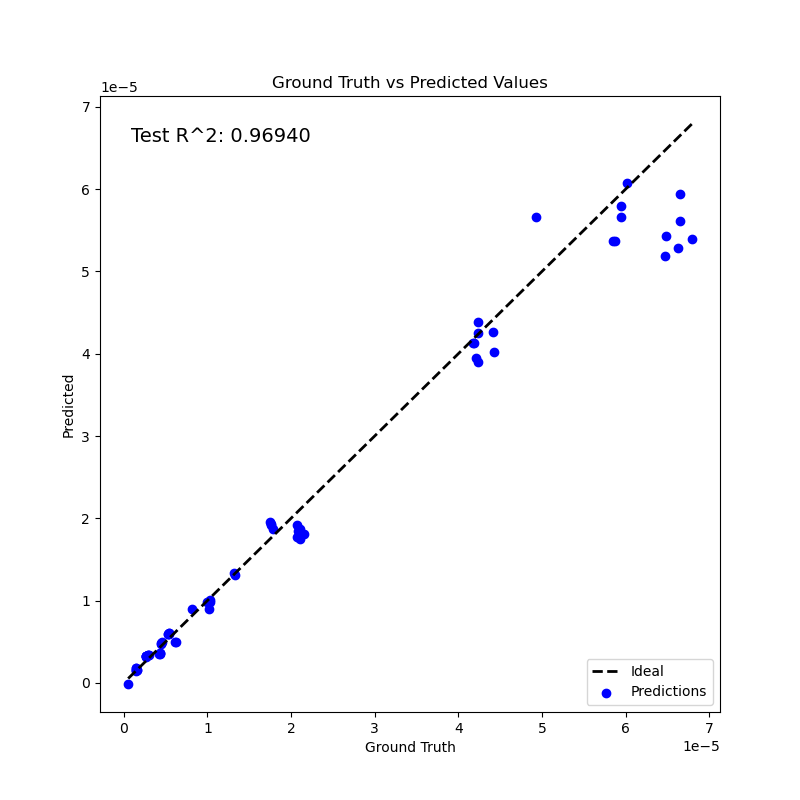 Ground Truth vs Predicted Values
1e−5
Test R^2: 0.96940
7
6
5
4
3
2
1
0
Predicted
Ideal
Predictions
0 1 2 3 4 5 6 7
Ground Truth
1e−5